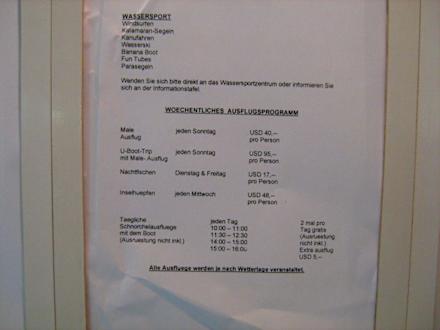 WASSERSPORT
Windsurfen
Katamaran-Segeln
Kanufahren
Wasserski
Banana Boot
Fun Tubes
Parasegeln
Wenden Sie sich bitte direkt an das Wassersportzentrum oder informieren Sie
sich an der Informationstafel.
WOECHENTLICHES AUSFLUGSPROGRAMM
Male jeden Sonntag USD 40,--
Ausflug pro Person
U-Boot-Trip jeden Sonntag USD 95,--
mit Male- Ausflug pro Person
Nachtfischen Dienstag & Freitag USD 17,--
pro Person
Inselhuepfen jeden Mittwoch USD 48,--
pro Person
Taegliche jeden Tag 2 mal pro
Schnorchelausfluege 10:00 – 11:00 Tag gratis
mit dem Boot 11:30 – 12:30 (Ausruestung
(Ausruestung nicht inkl.) 14:00 – 15:00 nicht inkl.)
15:00 – 16:00 Extra ausflug
USD 5,--
Alle Ausfluege werden je nach Wetterlage veranstaltet.